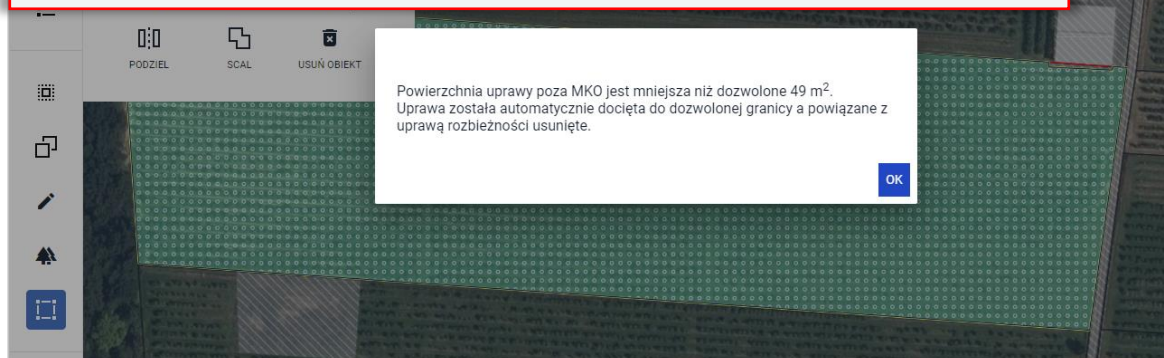 PODZIEL
SCAL
USUŃ OBIEKT
Powierzchnia uprawy poza MKO jest mniejsza niż dozwolone 49 m².
Uprawa została automatycznie docięta do dozwolonej granicy a powiązane z
uprawą rozbieżności usunięte.
OK